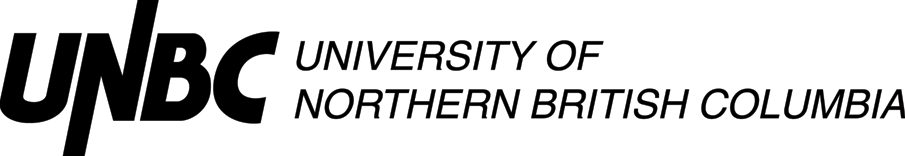 UNBC
UNIVERSITY OF
NORTHERN BRITISH COLUMBIA